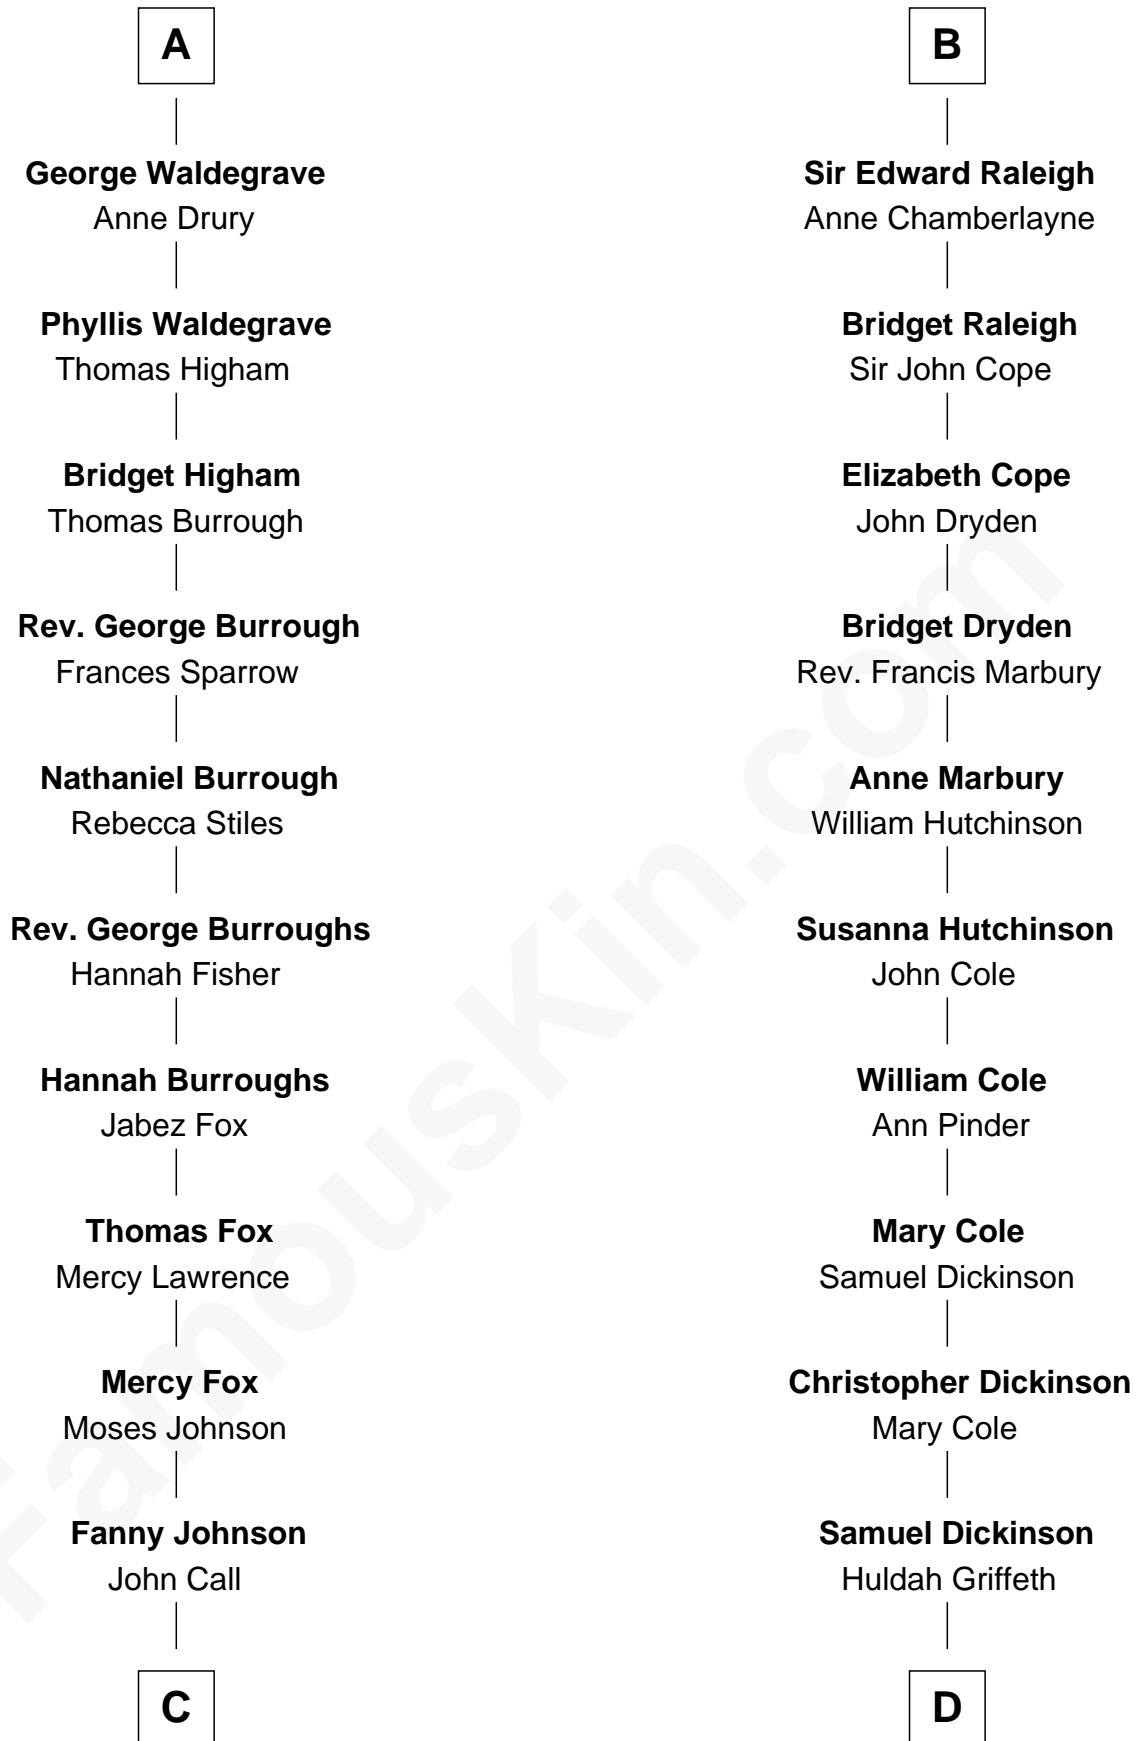 A
George Waldegrave
Anne Drury
Phyllis Waldegrave
Thomas Higham
Bridget Higham
Thomas Burrough
Rev. George Burrough
Frances Sparrow
Nathaniel Burrough
Rebecca Stiles
Rev. George Burroughs
Hannah Fisher
Hannah Burroughs
Jabez Fox
Thomas Fox
Mercy Lawrence
Mercy Fox
Moses Johnson
Fanny Johnson
John Call
C
B
Sir Edward Raleigh
Anne Chamberlayne
Bridget Raleigh
Sir John Cope
Elizabeth Cope
John Dryden
Bridget Dryden
Rev. Francis Marbury
Anne Marbury
William Hutchinson
Susanna Hutchinson
John Cole
William Cole
Ann Pinder
Mary Cole
Samuel Dickinson
Christopher Dickinson
Mary Cole
Samuel Dickinson
Huldah Griffeth
D
FamousKin.com